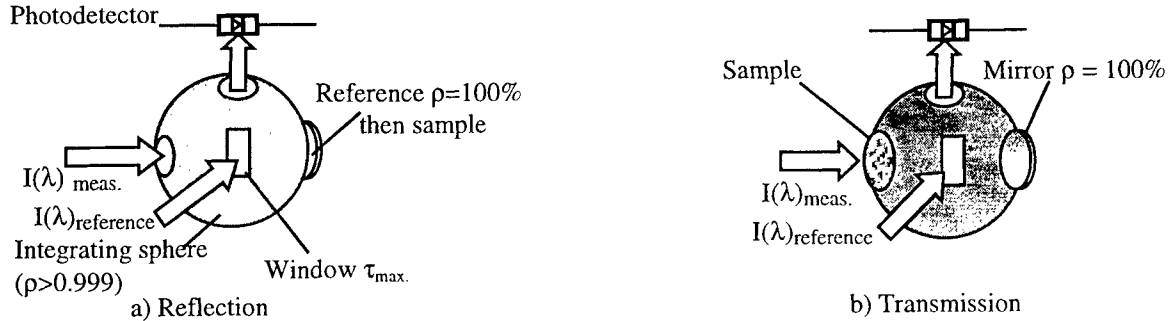 Photodetector
Reference ρ=100%
then sample
I(λ) meas.
I(λ)reference
Integrating sphere
(ρ>0.999)
Window τmax.
a) Reflection
Sample
Mirror ρ = 100%
I(λ)meas.
I(λ)reference
b) Transmission